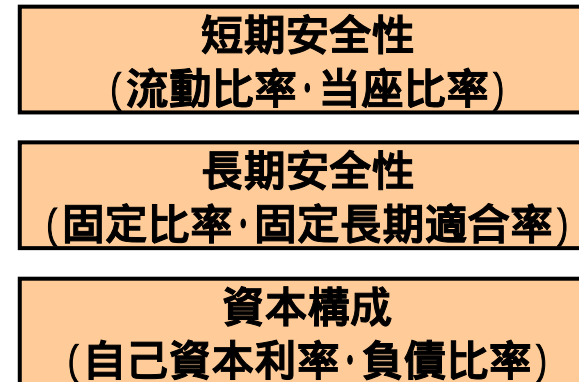 短期安全性
(流動比率･当座比率)
長期安全性
(固定比率･固定長期適合率)
資本構成
(自己資本利率･負債比率)